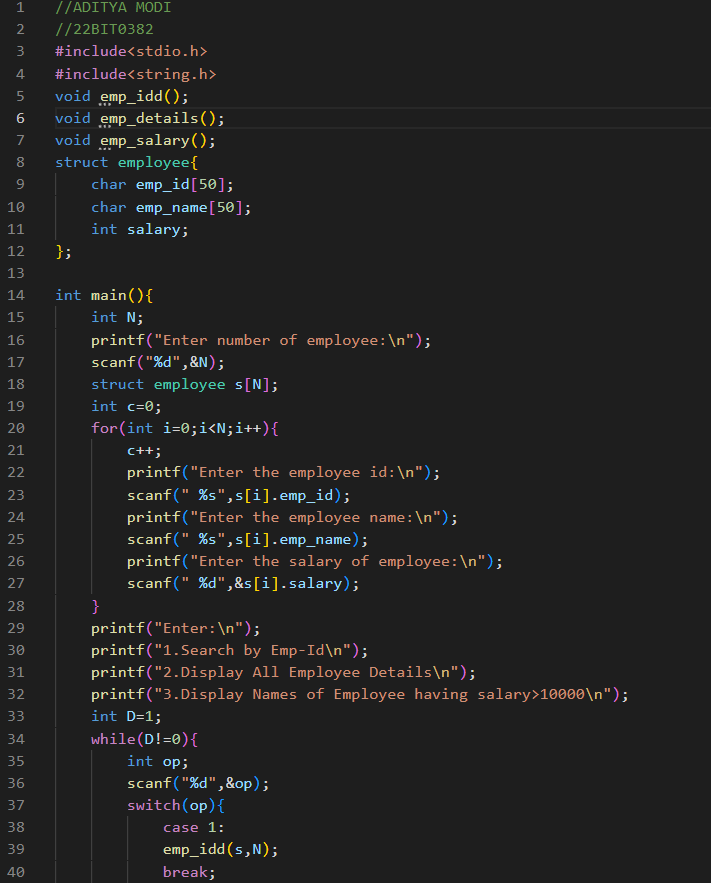 1 //ADITYA MODI
2 //22BIT0382
3 #include<stdio.h>
4 #include<string.h>
5 void emp_idd();
6 void emp_details();
7 void emp_salary();
8 struct employee{
9     char emp_id[50];
10     char emp_name[50];
11     int salary;
12 };
13
14 int main(){
15     int N;
16     printf("Enter number of employee:\n");
17     scanf("%d",&N);
18     struct employee s[N];
19     int c=0;
20     for(int i=0;i<N;i++){
21         c++;
22         printf("Enter the employee id:\n");
23         scanf(" %s",s[i].emp_id);
24         printf("Enter the employee name:\n");
25         scanf(" %s",s[i].emp_name);
26         printf("Enter the salary of employee:\n");
27         scanf(" %d",&s[i].salary);
28     }
29     printf("Enter:\n");
30     printf("1.Search by Emp-Id\n");
31     printf("2.Display All Employee Details\n");
32     printf("3.Display Names of Employee having salary>10000\n");
33     int D=1;
34     while(D!=0){
35         int op;
36         scanf("%d",&op);
37         switch(op){
38             case 1:
39             emp_idd(s,N);
40             break;